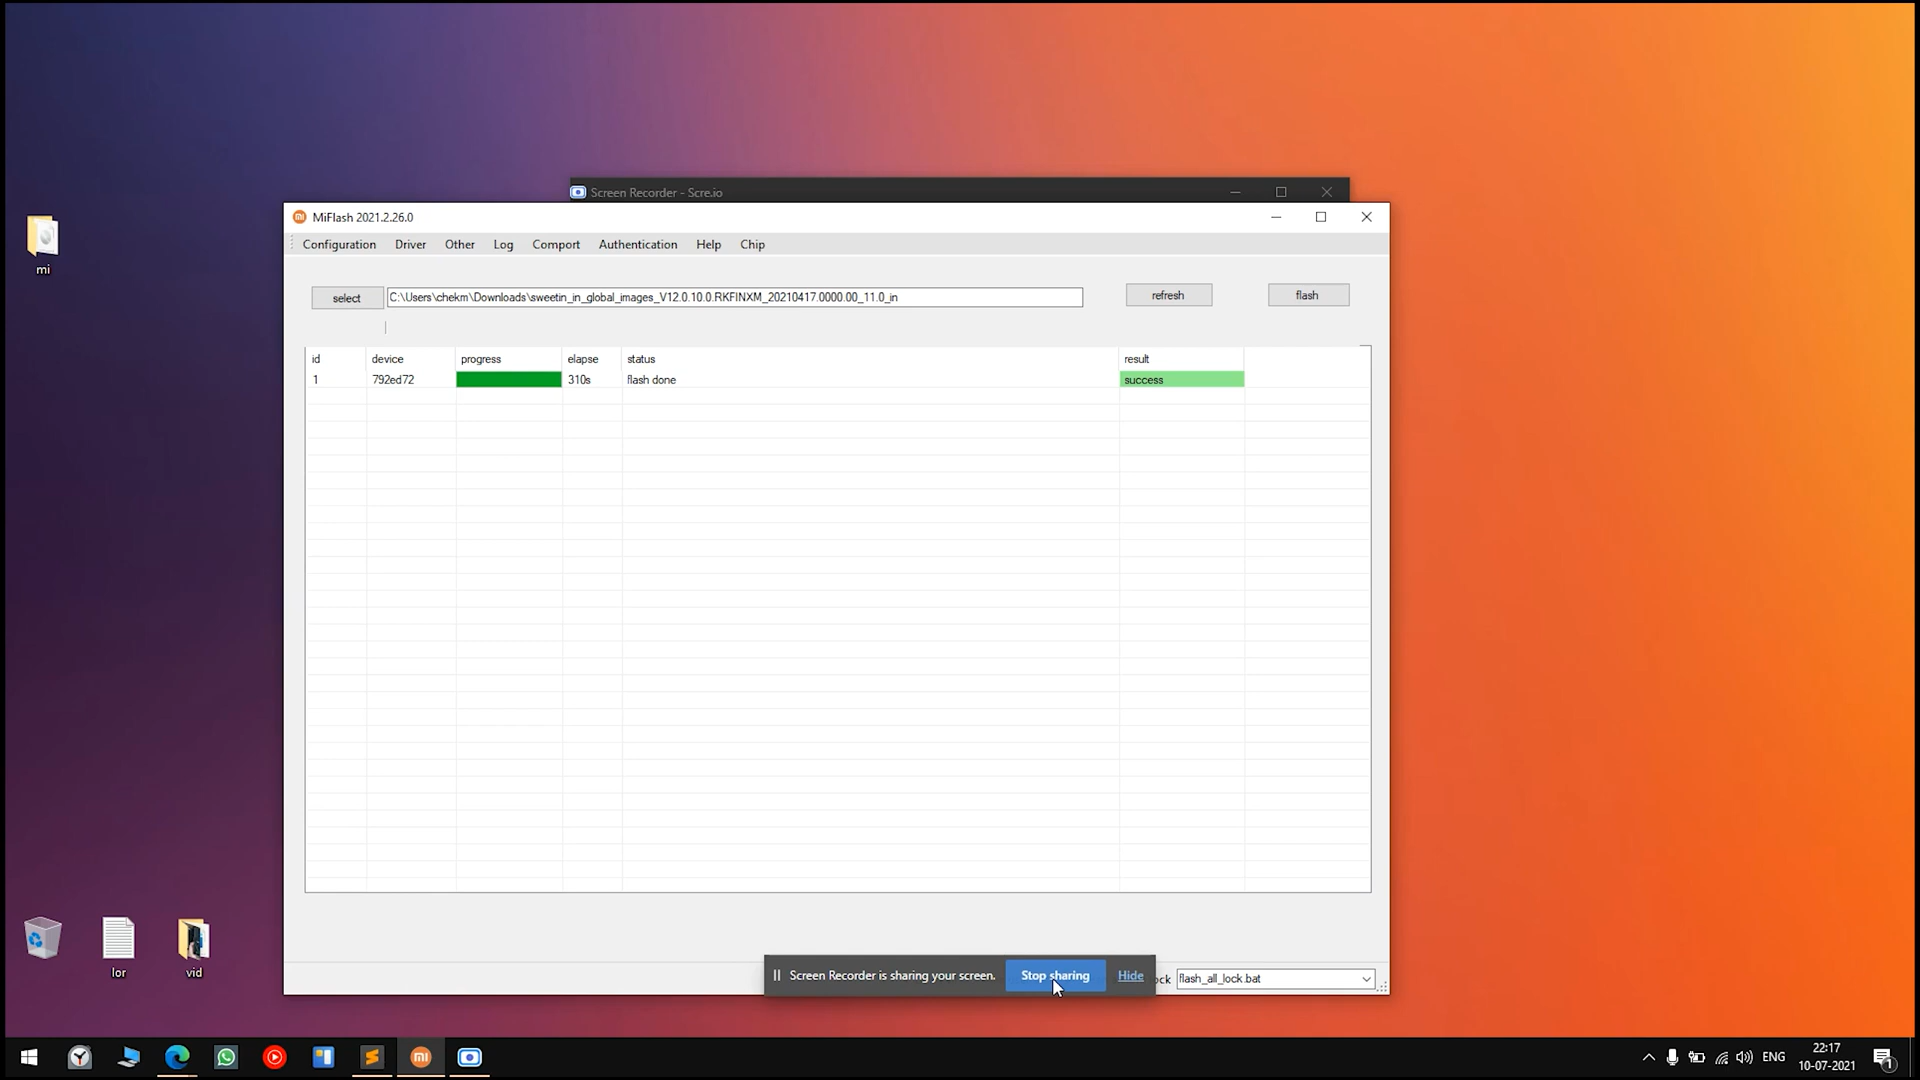 Screen Recorder - Scre.io
MiFlash 2021.2.26.0
Configuration Driver Other Log Comport Authentication Help Chip
select C:\Users\chekm\Downloads\sweetin_in_global_images_V12.0.10.0.RKFINXM_20210417.0000.00_11.0_in refresh flash
id device progress elapse status result
1 792ed72 310s flash done success
mi
lor
vid
Screen Recorder is sharing your screen. Stop sharing Hide
ock flash_all_lock.bat
ENG
22:17
10-07-2021
1